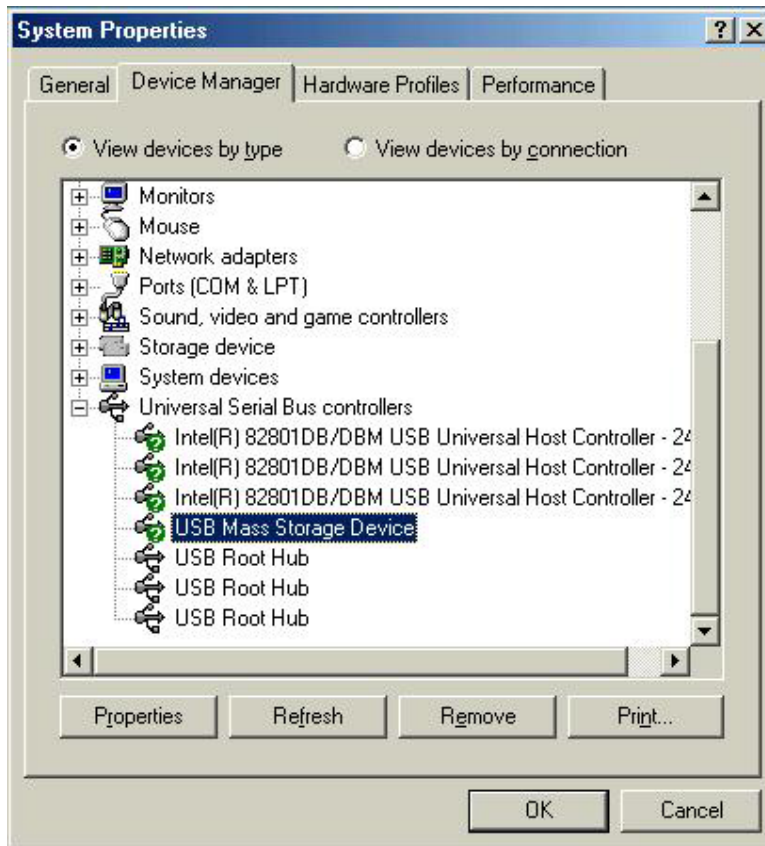 System Properties
General Device Manager Hardware Profiles Performance
View devices by type View devices by connection
Monitors
Mouse
Network adapters
Ports (COM & LPT)
Sound, video and game controllers
Storage device
System devices
Universal Serial Bus controllers
Intel(R) 82801DB/DBM USB Universal Host Controller - 24
Intel(R) 82801DB/DBM USB Universal Host Controller - 24
Intel(R) 82801DB/DBM USB Universal Host Controller - 24
USB Mass Storage Device
USB Root Hub
USB Root Hub
USB Root Hub
Properties Refresh Remove Print...
OK Cancel